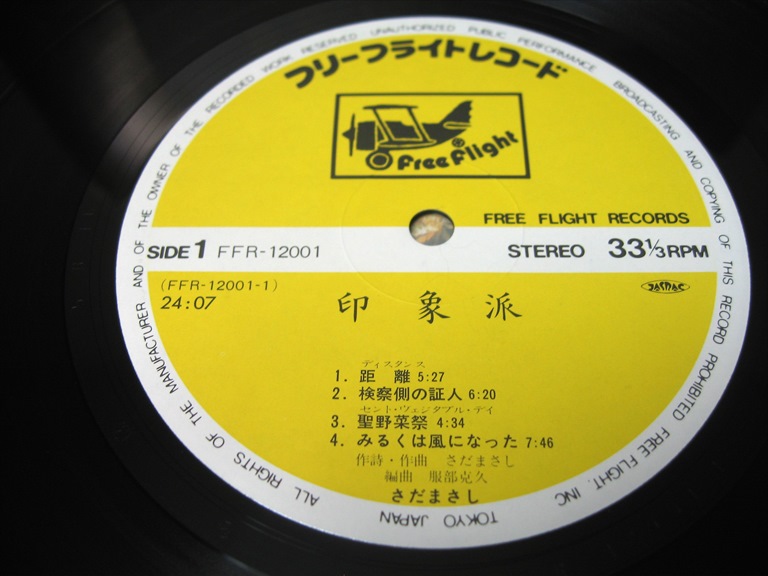 フリーフライトレコード
Free Flight
FREE FLIGHT RECORDS
SIDE 1 FFR-12001
STEREO 33⅓RPM
(FFR-12001-1)
24:07
JASRAC
印象派
ディスタンス
1. 距離 5:27
2. 検察側の証人 6:20
セント・ヴェジタブル・デイ
3. 聖野菜祭 4:34
4. みるくは風になった 7:46
作詩・作曲 さだまさし
編曲 服部克久
さだまさし
ALL RIGHTS OF THE MANUFACTURER AND OF THE OWNER OF THE RECORDED WORK RESERVED UNAUTHORIZED PUBLIC PERFORMANCE BROADCASTING AND COPYING OF THIS RECORD PROHIBITED FREE FLIGHT. INC
TOKYO JAPAN